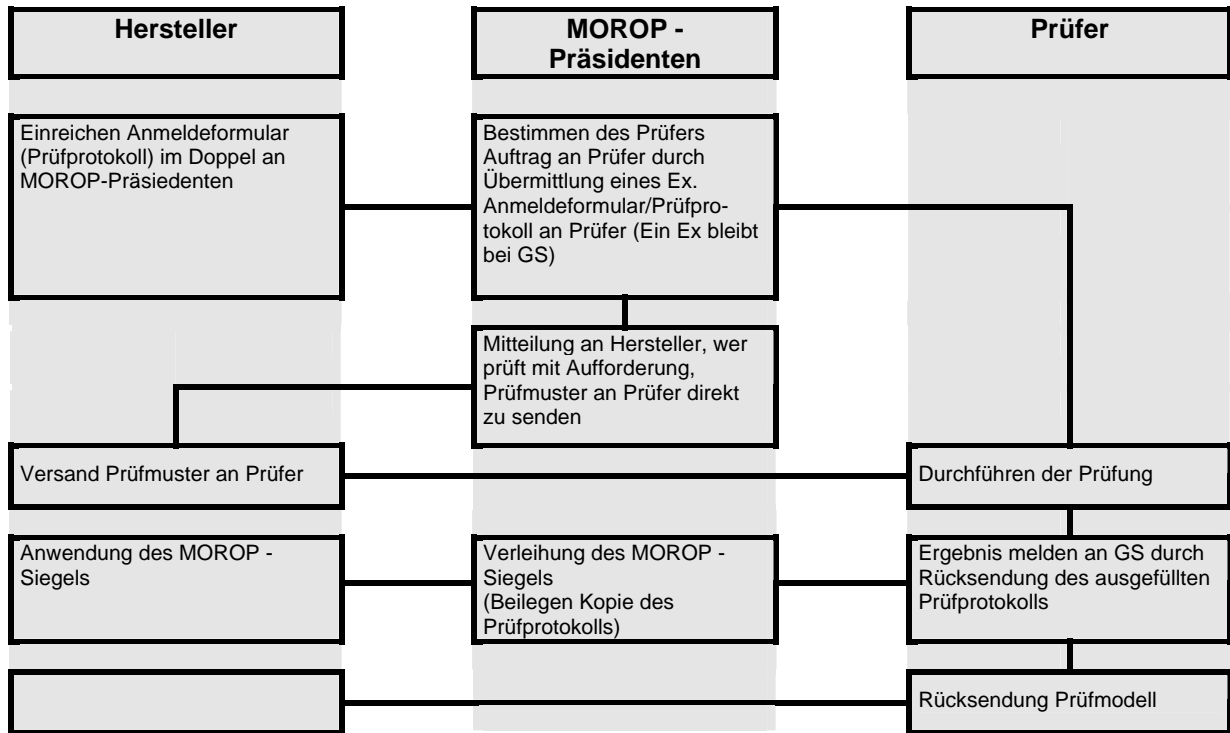 Hersteller
MOROP -
Präsidenten
Prüfer
Einreichen Anmeldeformular
(Prüfprotokoll) im Doppel an
MOROP-Präsiedenten
Bestimmen des Prüfers
Auftrag an Prüfer durch
Übermittlung eines Ex.
Anmeldeformular/Prüfpro-
tokoll an Prüfer (Ein Ex bleibt
bei GS)
Mitteilung an Hersteller, wer
prüft mit Aufforderung,
Prüfmuster an Prüfer direkt
zu senden
Versand Prüfmuster an Prüfer
Durchführen der Prüfung
Anwendung des MOROP -
Siegels
Verleihung des MOROP -
Siegels
(Beilegen Kopie des
Prüfprotokolls)
Ergebnis melden an GS durch
Rücksendung des ausgefüllten
Prüfprotokolls
Rücksendung Prüfmodell